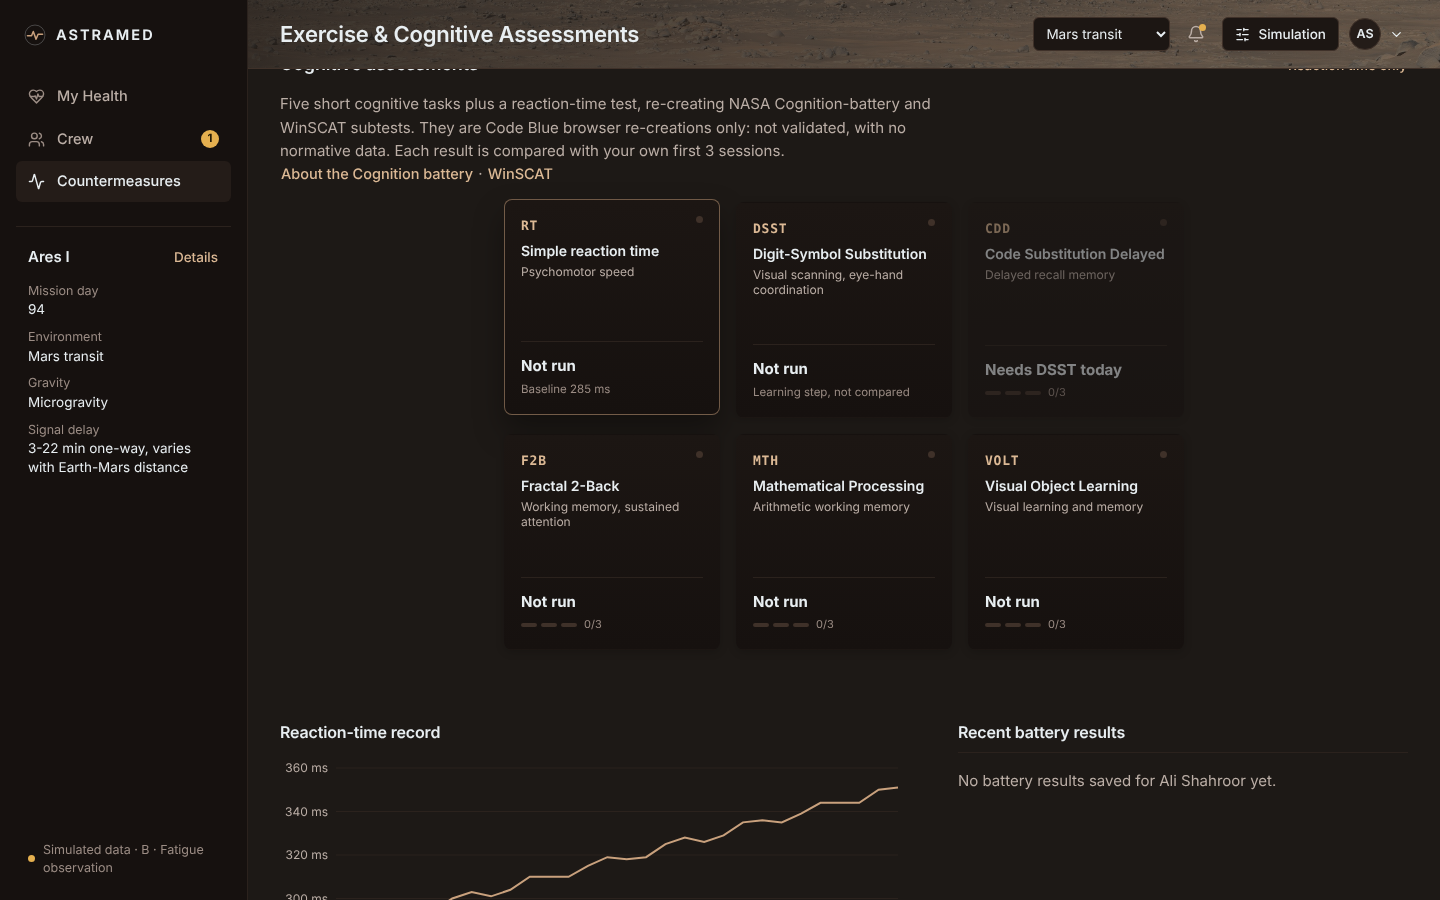 ASTRAMED
Exercise & Cognitive Assessments
Mars transit
Simulation
AS
My Health
Crew
1
Countermeasures
Ares I
Details
Mission day
94
Environment
Mars transit
Gravity
Microgravity
Signal delay
3-22 min one-way, varies
with Earth-Mars distance
Simulated data · B · Fatigue
observation
Cognitive assessments
Reaction time only
Five short cognitive tasks plus a reaction-time test, re-creating NASA Cognition-battery and
WinSCAT subtests. They are Code Blue browser re-creations only: not validated, with no
normative data. Each result is compared with your own first 3 sessions.
About the Cognition battery · WinSCAT
RT
Simple reaction time
Psychomotor speed
Not run
Baseline 285 ms
DSST
Digit-Symbol Substitution
Visual scanning, eye-hand
coordination
Not run
Learning step, not compared
CDD
Code Substitution Delayed
Delayed recall memory
Needs DSST today
0/3
F2B
Fractal 2-Back
Working memory, sustained
attention
Not run
0/3
MTH
Mathematical Processing
Arithmetic working memory
Not run
0/3
VOLT
Visual Object Learning
Visual learning and memory
Not run
0/3
Reaction-time record
360 ms
340 ms
320 ms
300 ms
Recent battery results
No battery results saved for Ali Shahroor yet.